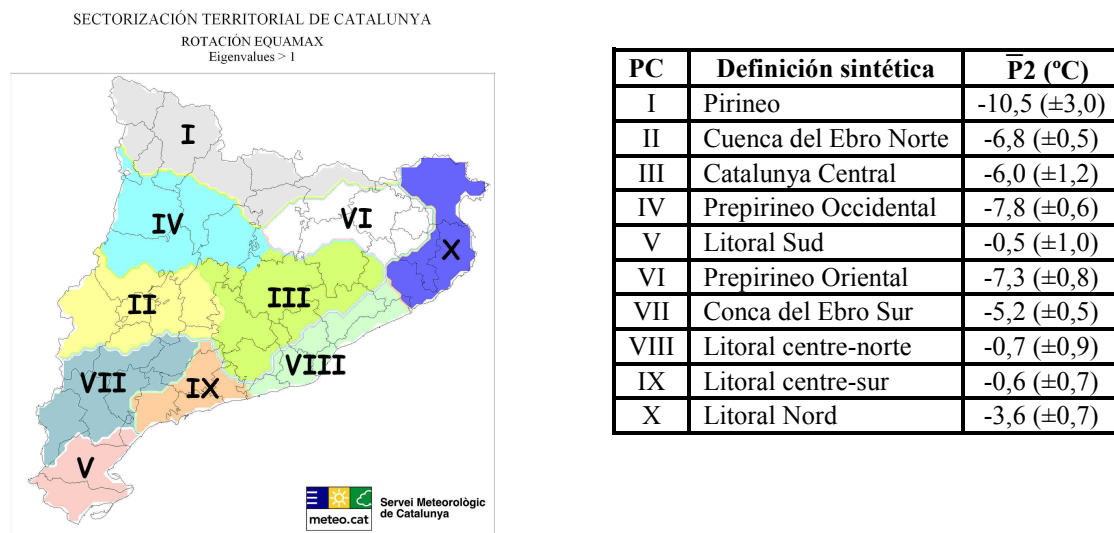 SECTORIZACIÓN TERRITORIAL DE CATALUNYA
ROTACIÓN EQUAMAX
Eigenvalues > 1
I
IV
VI
X
II
III
VIII
VII
IX
V
meteo.cat
Servei Meteorològic
de Catalunya
PC Definición sintética P̅2 (ºC)
I Pirineo -10,5 (±3,0)
II Cuenca del Ebro Norte -6,8 (±0,5)
III Catalunya Central -6,0 (±1,2)
IV Prepirineo Occidental -7,8 (±0,6)
V Litoral Sud -0,5 (±1,0)
VI Prepirineo Oriental -7,3 (±0,8)
VII Conca del Ebro Sur -5,2 (±0,5)
VIII Litoral centre-norte -0,7 (±0,9)
IX Litoral centre-sur -0,6 (±0,7)
X Litoral Nord -3,6 (±0,7)